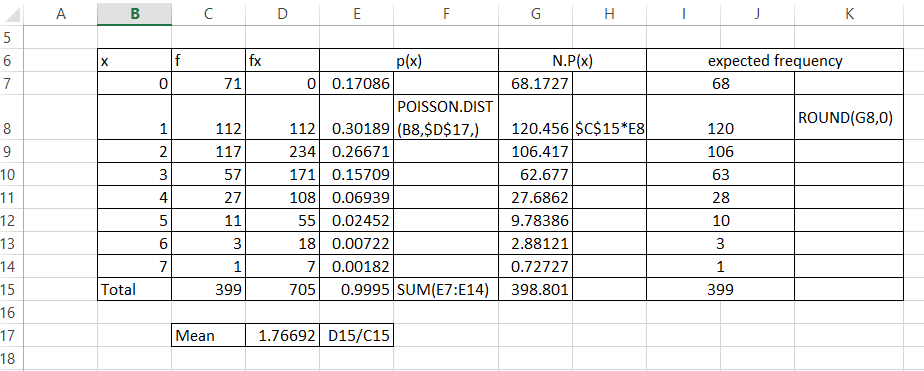 A B C D E F G H I J K
5
6 x f fx p(x) N.P(x) expected frequency
7 0 71 0 0.17086 68.1727 68
POISSON.DIST
8 1 112 112 0.30189 (B8,$D$17,) 120.456 $C$15*E8 120 ROUND(G8,0)
9 2 117 234 0.26671 106.417 106
10 3 57 171 0.15709 62.677 63
11 4 27 108 0.06939 27.6862 28
12 5 11 55 0.02452 9.78386 10
13 6 3 18 0.00722 2.88121 3
14 7 1 7 0.00182 0.72727 1
15 Total 399 705 0.9995 SUM(E7:E14) 398.801 399
16
17 Mean 1.76692 D15/C15
18